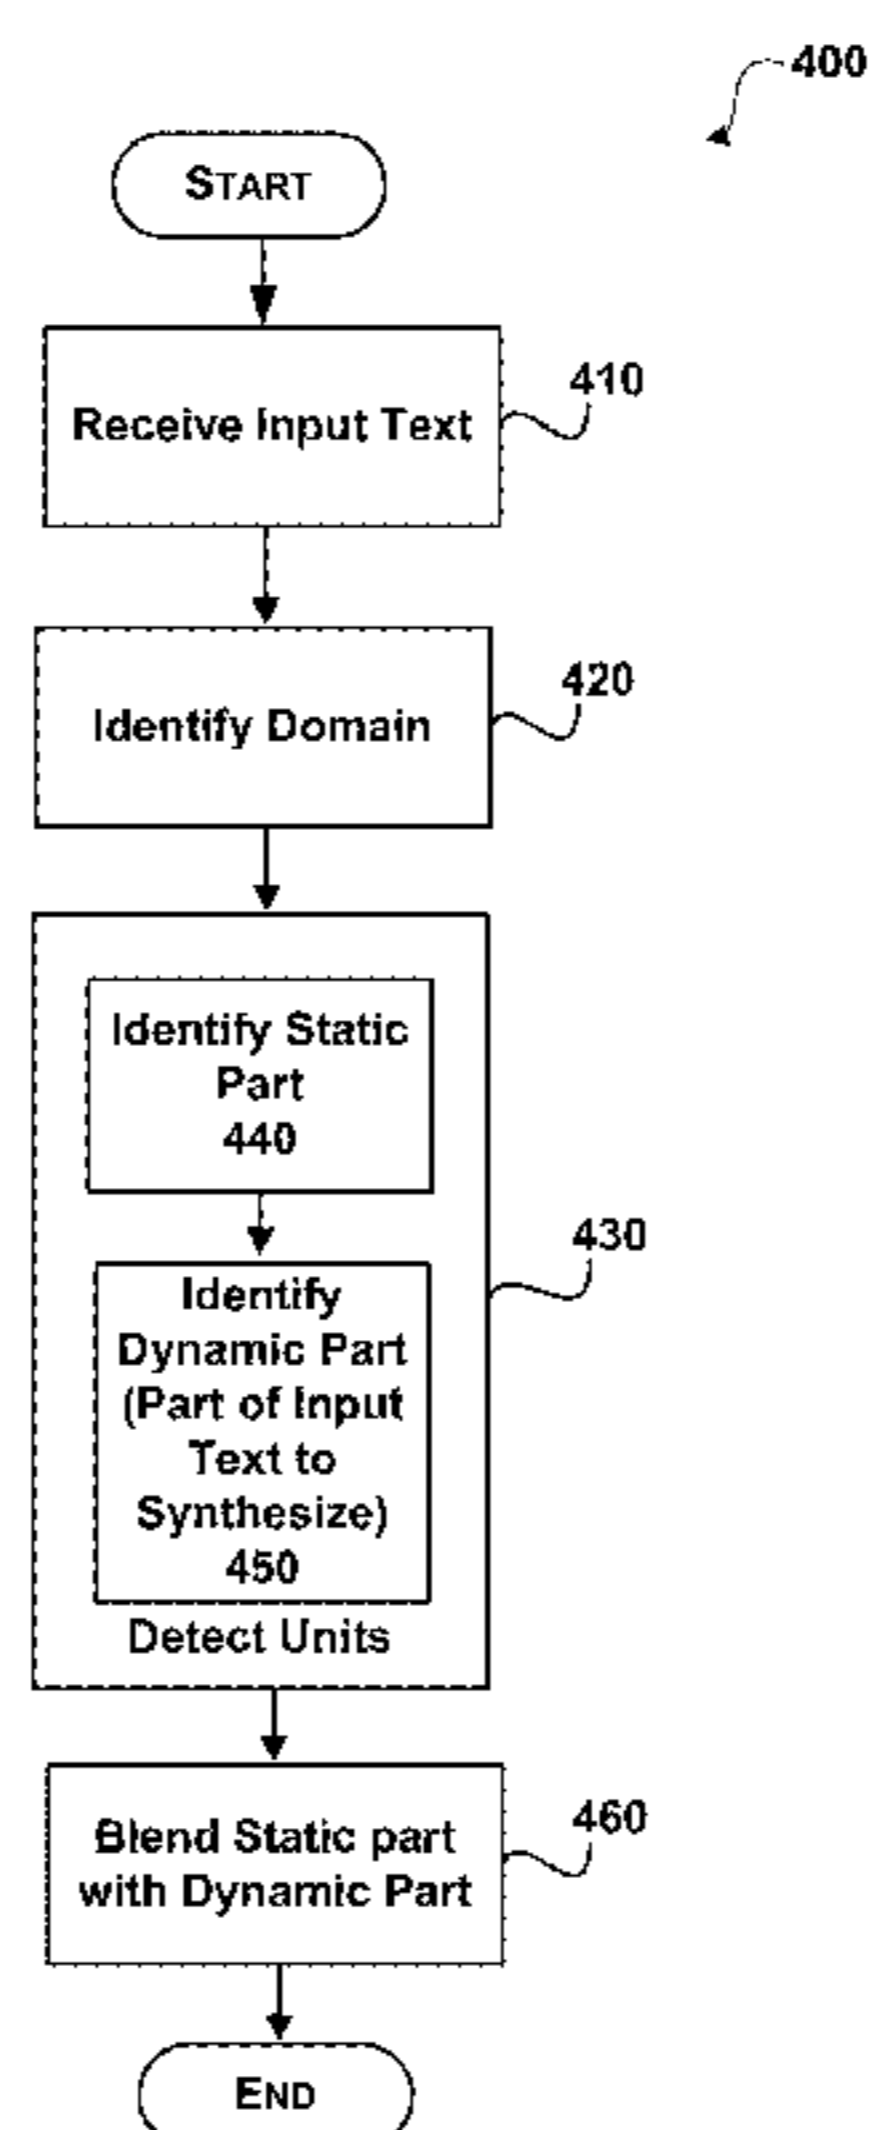 400
START
410
Receive Input Text
420
Identify Domain
Identify Static
Part
440
430
Identify
Dynamic Part
(Part of Input
Text to
Synthesize)
450
Detect Units
460
Blend Static part
with Dynamic Part
END